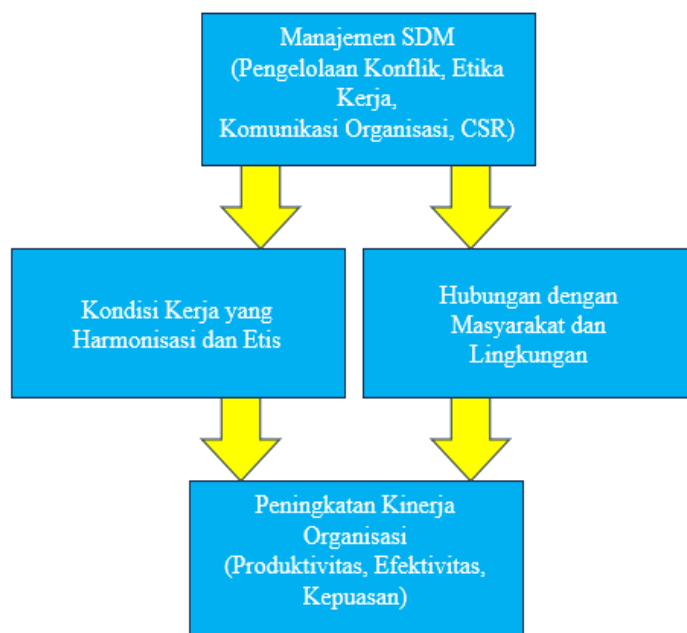 Manajemen SDM
(Pengelolaan Konflik, Etika
Kerja,
Komunikasi Organisasi, CSR)
Kondisi Kerja yang
Harmonisasi dan Etis
Hubungan dengan
Masyarakat dan
Lingkungan
Peningkatan Kinerja
Organisasi
(Produktivitas, Efektivitas,
Kepuasan)